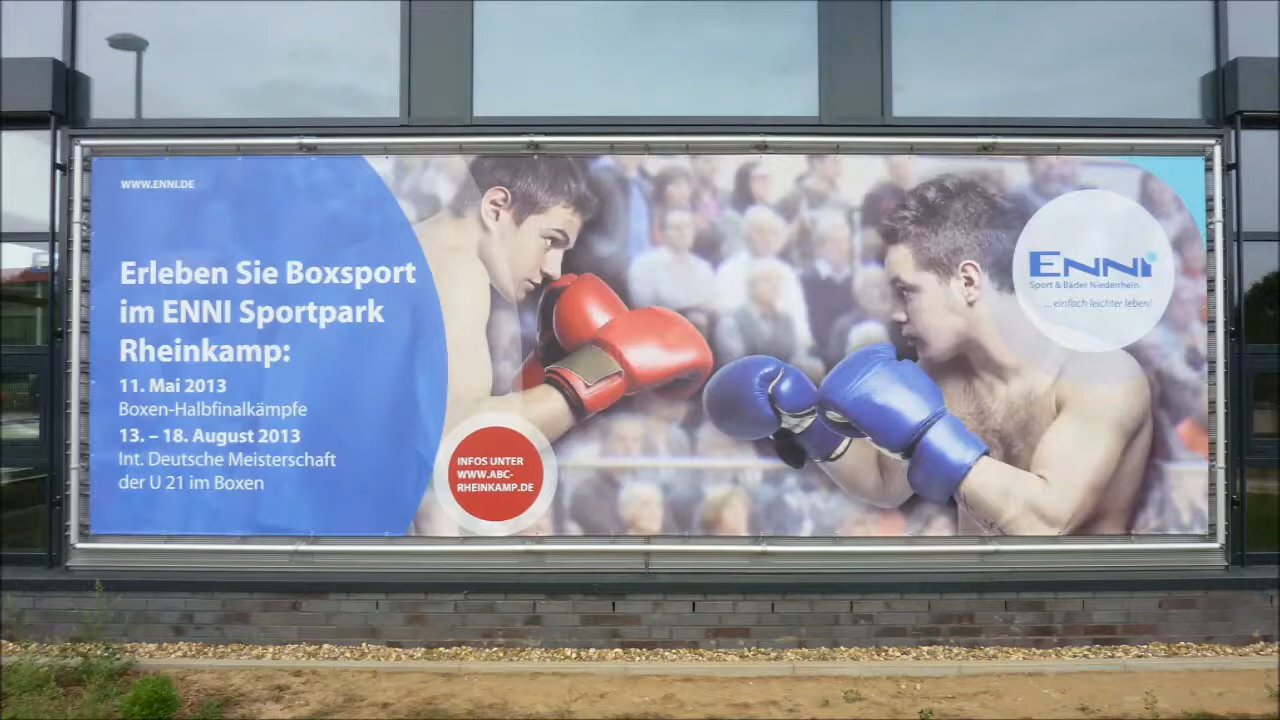 WWW.ENNI.DE
Erleben Sie Boxsport
im ENNI Sportpark
Rheinkamp:
11. Mai 2013
Boxen-Halbfinalkämpfe
13. – 18. August 2013
Int. Deutsche Meisterschaft
der U 21 im Boxen
INFOS UNTER
WWW.ABC-
RHEINKAMP.DE
ENNI
Sport & Bäder Niederrhein
...einfach leichter leben!